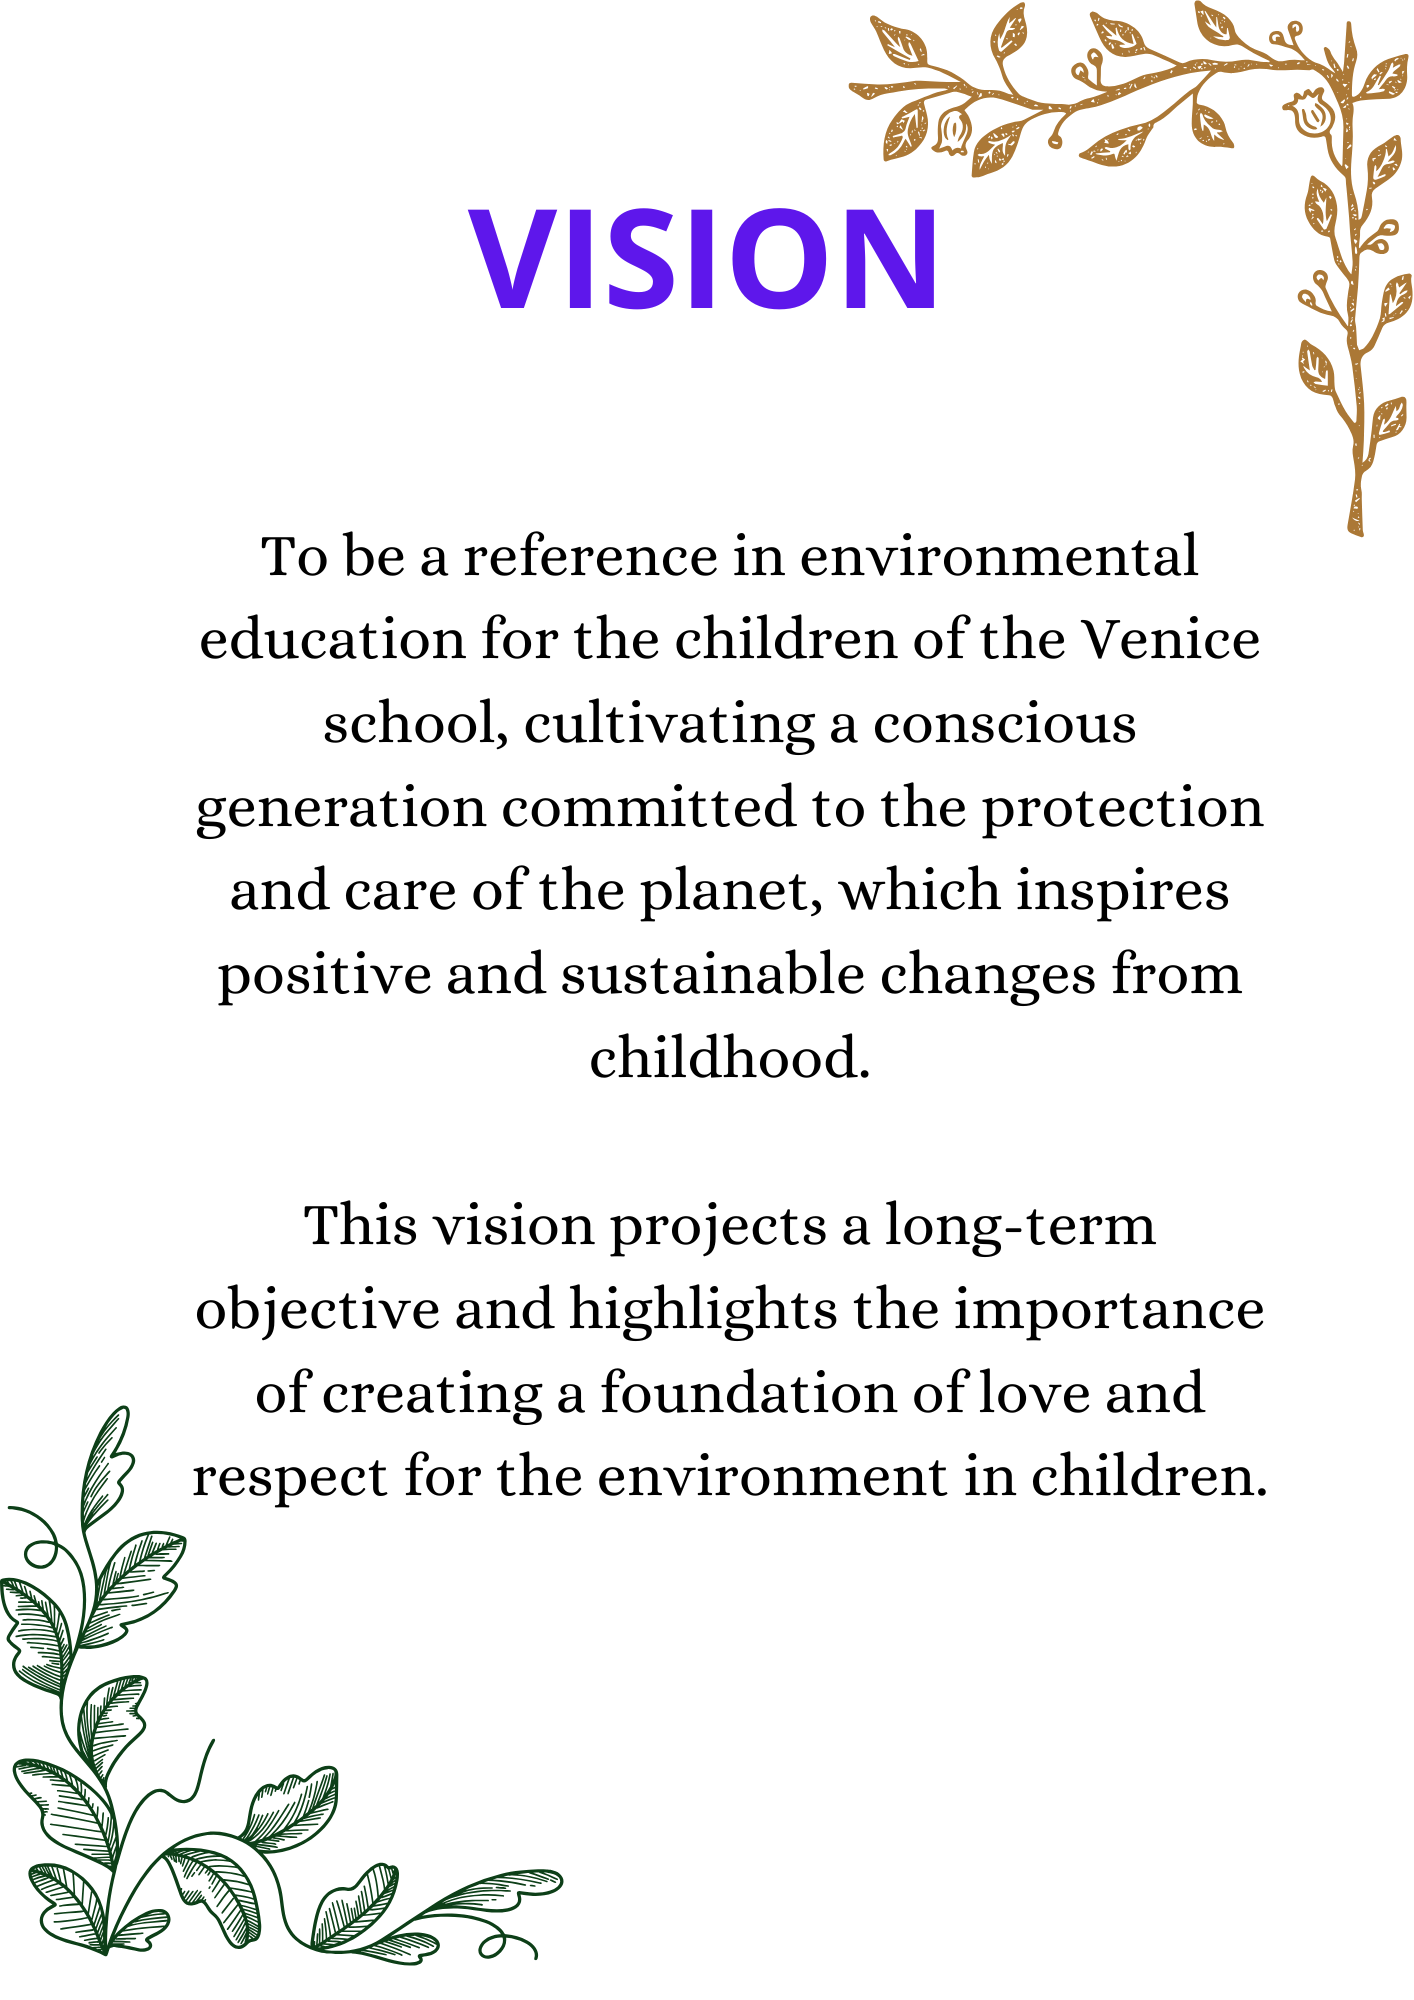 VISION
To be a reference in environmental
education for the children of the Venice
school, cultivating a conscious
generation committed to the protection
and care of the planet, which inspires
positive and sustainable changes from
childhood.
This vision projects a long-term
objective and highlights the importance
of creating a foundation of love and
respect for the environment in children.